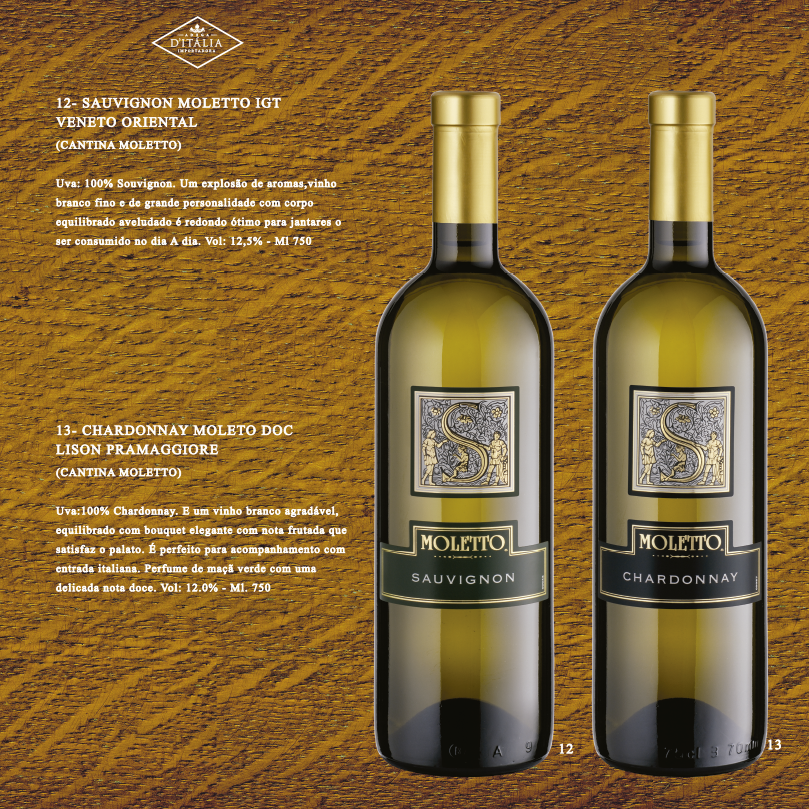 ARENA
D'ITÁLIA
IMPORTADORA
12- SAUVIGNON MOLETTO IGT
VENETO ORIENTAL
(CANTINA MOLETTO)
Uva: 100% Souvignon. Um explosão de aromas,vinho
branco fino e de grande personalidade com corpo
equilibrado aveludado é redondo ótimo para jantares o
ser consumido no dia A dia. Vol: 12,5% - Ml 750
13- CHARDONNAY MOLETO DOC
LISON PRAMAGGIORE
(CANTINA MOLETTO)
Uva:100% Chardonnay. E um vinho branco agradável,
equilibrado com bouquet elegante com nota frutada que
satisfaz o palato. É perfeito para acompanhamento com
entrada italiana. Perfume de maçã verde com uma
delicada nota doce. Vol: 12.0% - Ml. 750
S
MOLETTO
SAUVIGNON
12
S
MOLETTO
CHARDONNAY
13